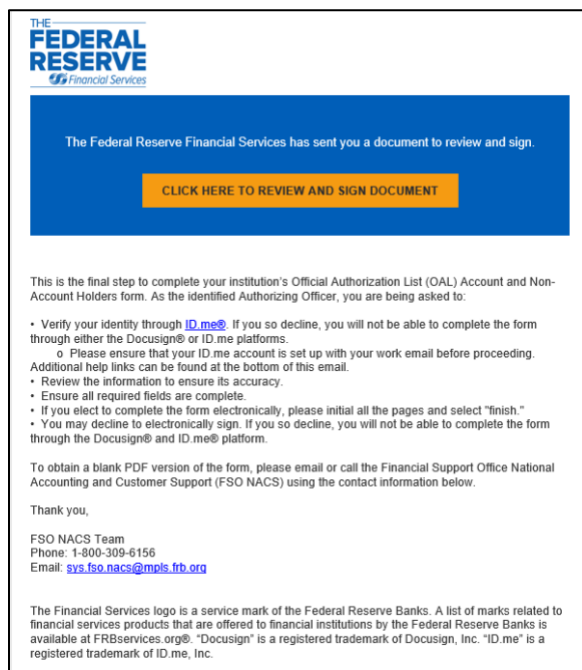 THE
FEDERAL
RESERVE
Financial Services
The Federal Reserve Financial Services has sent you a document to review and sign.
CLICK HERE TO REVIEW AND SIGN DOCUMENT
This is the final step to complete your institution's Official Authorization List (OAL) Account and Non-
Account Holders form. As the identified Authorizing Officer, you are being asked to:
• Verify your identity through ID.me®. If you so decline, you will not be able to complete the form
through either the Docusign® or ID.me platforms.
o Please ensure that your ID.me account is set up with your work email before proceeding.
Additional help links can be found at the bottom of this email.
• Review the information to ensure its accuracy.
• Ensure all required fields are complete.
• If you elect to complete the form electronically, please initial all the pages and select "finish."
• You may decline to electronically sign. If you so decline, you will not be able to complete the form
through the Docusign® and ID.me® platform.
To obtain a blank PDF version of the form, please email or call the Financial Support Office National
Accounting and Customer Support (FSO NACS) using the contact information below.
Thank you,
FSO NACS Team
Phone: 1-800-309-6156
Email: sys.fso.nacs@mpls.frb.org
The Financial Services logo is a service mark of the Federal Reserve Banks. A list of marks related to
financial services products that are offered to financial institutions by the Federal Reserve Banks is
available at FRBservices.org®. “Docusign” is a registered trademark of Docusign, Inc. “ID.me” is a
registered trademark of ID.me, Inc.